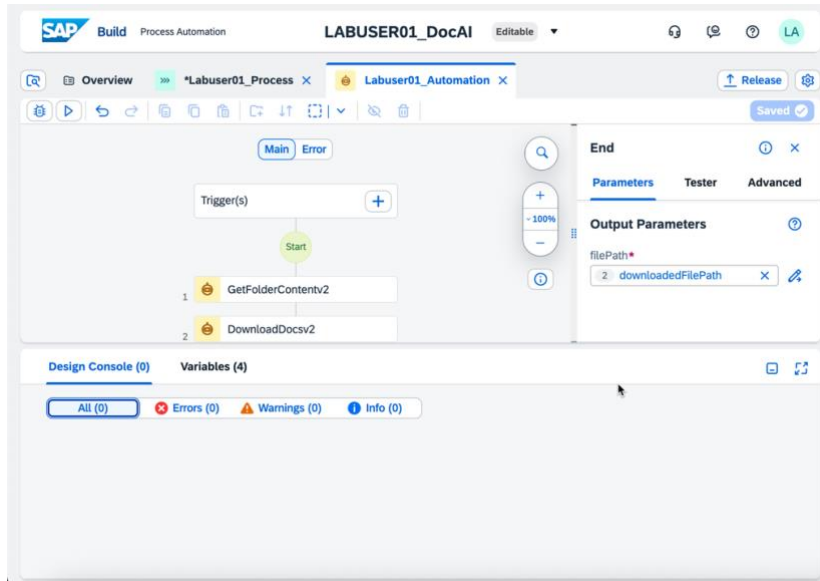 SAP Build Process Automation LABUSER01_DocAI Editable LA
Overview *Labuser01_Process Labuser01_Automation Release
Saved
Main Error
Trigger(s)
Start
1 GetFolderContentv2
2 DownloadDocsv2
- 100%
End
Parameters Tester Advanced
Output Parameters
filePath*
2 downloadedFilePath
Design Console (0) Variables (4)
All (0) Errors (0) Warnings (0) Info (0)